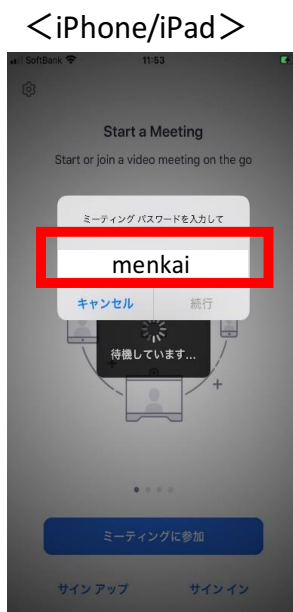 ＜iPhone/iPad＞
SoftBank 11:53
Start a Meeting
Start or join a video meeting on the go
ミーティング パスワードを入力して
menkai
キャンセル 続行
待機しています...
ミーティングに参加
サイン アップ サイン イン